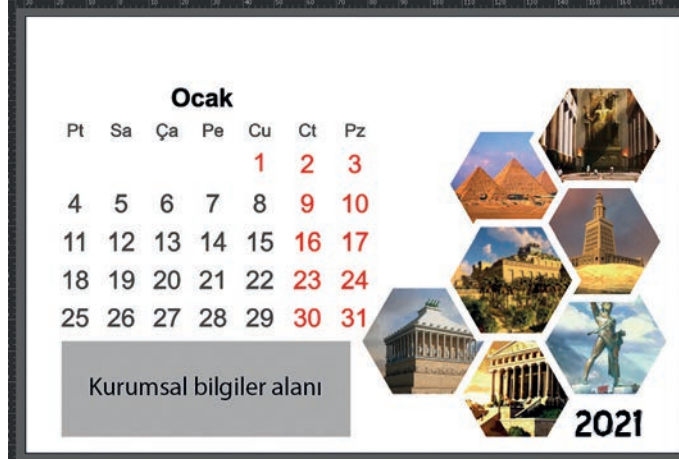 Ocak
Pt Sa Ça Pe Cu Ct Pz
1 2 3
4 5 6 7 8 9 10
11 12 13 14 15 16 17
18 19 20 21 22 23 24
25 26 27 28 29 30 31
Kurumsal bilgiler alanı
2021